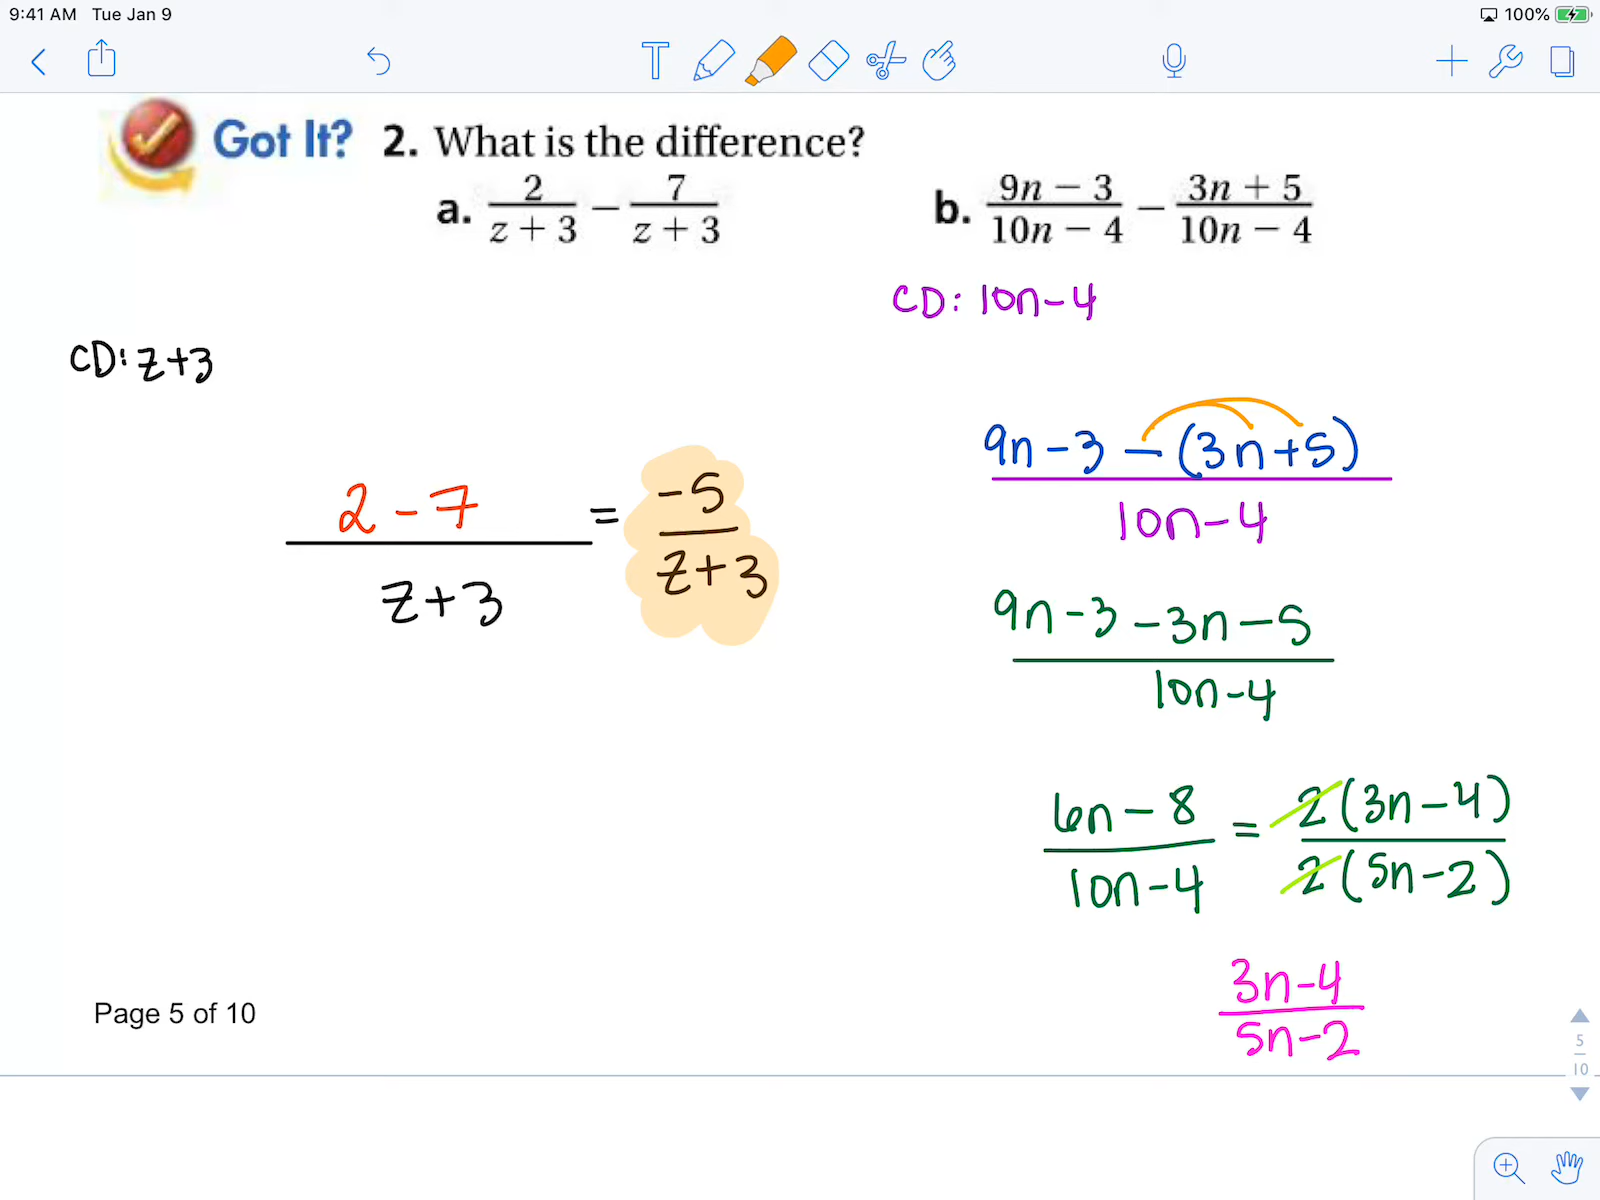 9:41 AM Tue Jan 9
100%
Got It? 2. What is the difference?
a. 2/(z + 3) − 7/(z + 3)
b. (9n − 3)/(10n − 4) − (3n + 5)/(10n − 4)
CD: 10n-4
CD: z+3
(2-7)/(z+3) = -5/(z+3)
9n-3 - (3n+5)
10n-4
9n-3-3n-5
10n-4
(6n-8)/(10n-4) = 2(3n-4)/2(5n-2)
3n-4
5n-2
Page 5 of 10
5
10